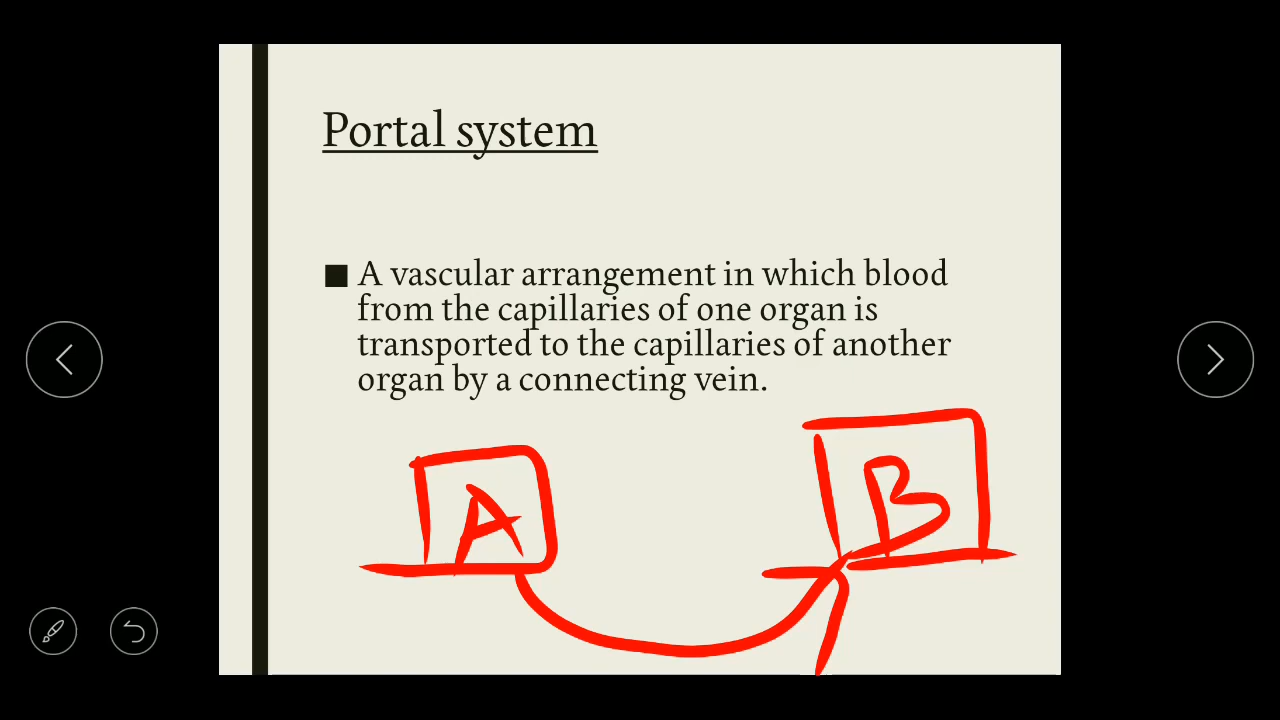 Portal system
■ A vascular arrangement in which blood
from the capillaries of one organ is
transported to the capillaries of another
organ by a connecting vein.
A B